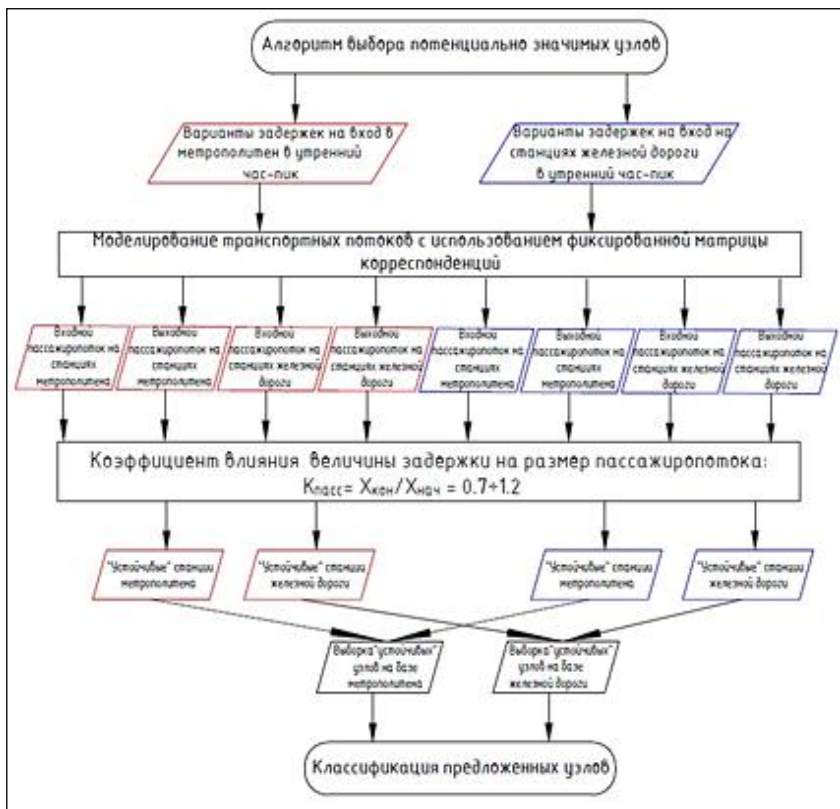 Алгоритм выбора потенциально значимых узлов
Варианты задержек на вход в
метрополитен в утренний
час-пик
Варианты задержек на вход на
станциях железной дороги
в утренний час-пик
Моделирование транспортных потоков с использованием фиксированной матрицы
корреспонденций
Входной
пассажиропоток на
станциях
метрополитена
Выходной
пассажиропоток на
станциях
метрополитена
Входной
пассажиропоток на
станциях железной
дороги
Выходной
пассажиропоток на
станциях железной
дороги
Входной
пассажиропоток на
станциях
метрополитена
Выходной
пассажиропоток на
станциях
метрополитена
Входной
пассажиропоток на
станциях железной
дороги
Выходной
пассажиропоток на
станциях железной
дороги
Коэффициент влияния величины задержки на размер пассажиропотока:
Kпасс= Xкон/Xнач = 0.7÷1.2
"Устойчивые" станции
метрополитена
"Устойчивые" станции
железной дороги
"Устойчивые" станции
метрополитена
"Устойчивые" станции
железной дороги
Выборка"устойчивых"
узлов на базе
метрополитена
Выборка"устойчивых"
узлов на базе
железной дороги
Классификация предложенных узлов